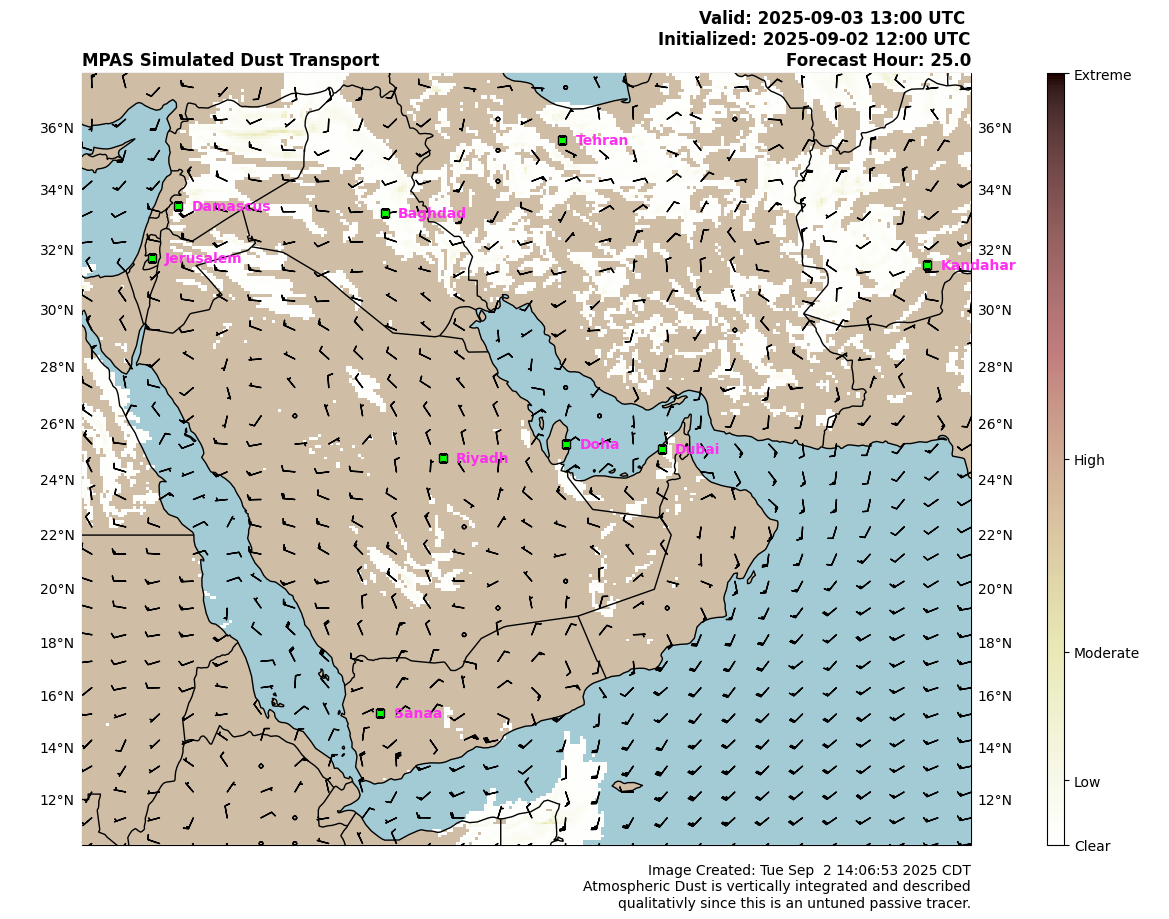 Valid: 2025-09-03 13:00 UTC
Initialized: 2025-09-02 12:00 UTC
MPAS Simulated Dust Transport
Forecast Hour: 25.0
Extreme
36°N
36°N
Tehran
34°N
34°N
Damascus
Baghdad
32°N
32°N
Jerusalem
Kandahar
30°N
30°N
28°N
28°N
26°N
26°N
Doha
Dubai
Riyadh
High
24°N
24°N
22°N
22°N
20°N
20°N
18°N
18°N
Moderate
16°N
16°N
Sanaa
14°N
14°N
Low
12°N
12°N
Clear
Image Created: Tue Sep  2 14:06:53 2025 CDT
Atmospheric Dust is vertically integrated and described
qualitativly since this is an untuned passive tracer.